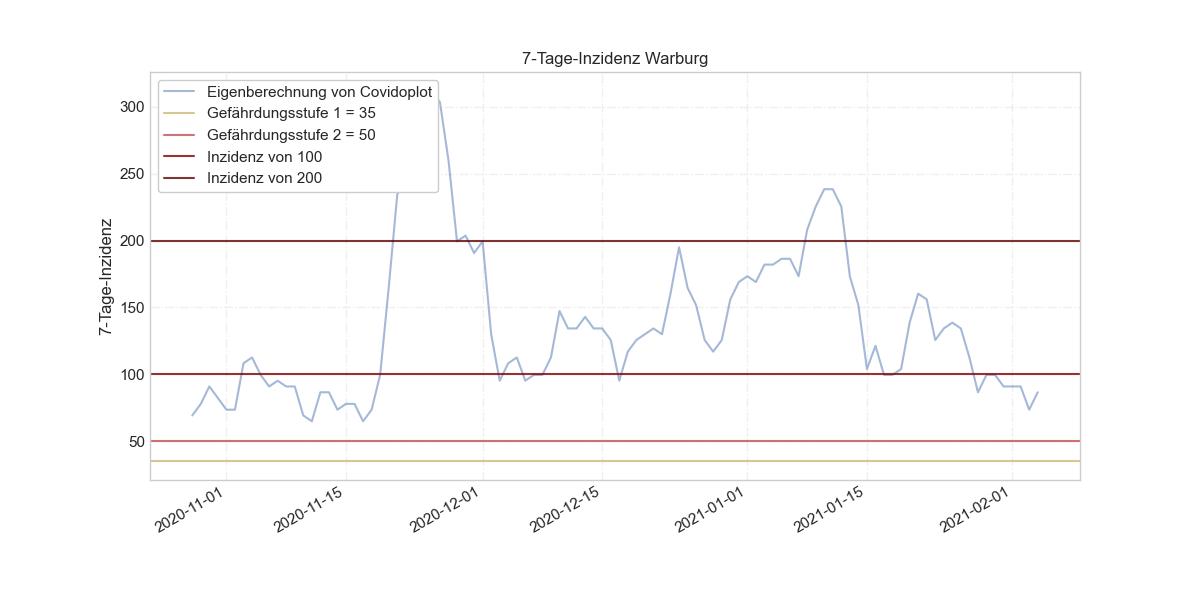 7-Tage-Inzidenz Warburg
Eigenberechnung von Covidoplot
Gefährdungsstufe 1 = 35
Gefährdungsstufe 2 = 50
Inzidenz von 100
Inzidenz von 200
7-Tage-Inzidenz
300
250
200
150
100
50
2020-11-01
2020-11-15
2020-12-01
2020-12-15
2021-01-01
2021-01-15
2021-02-01